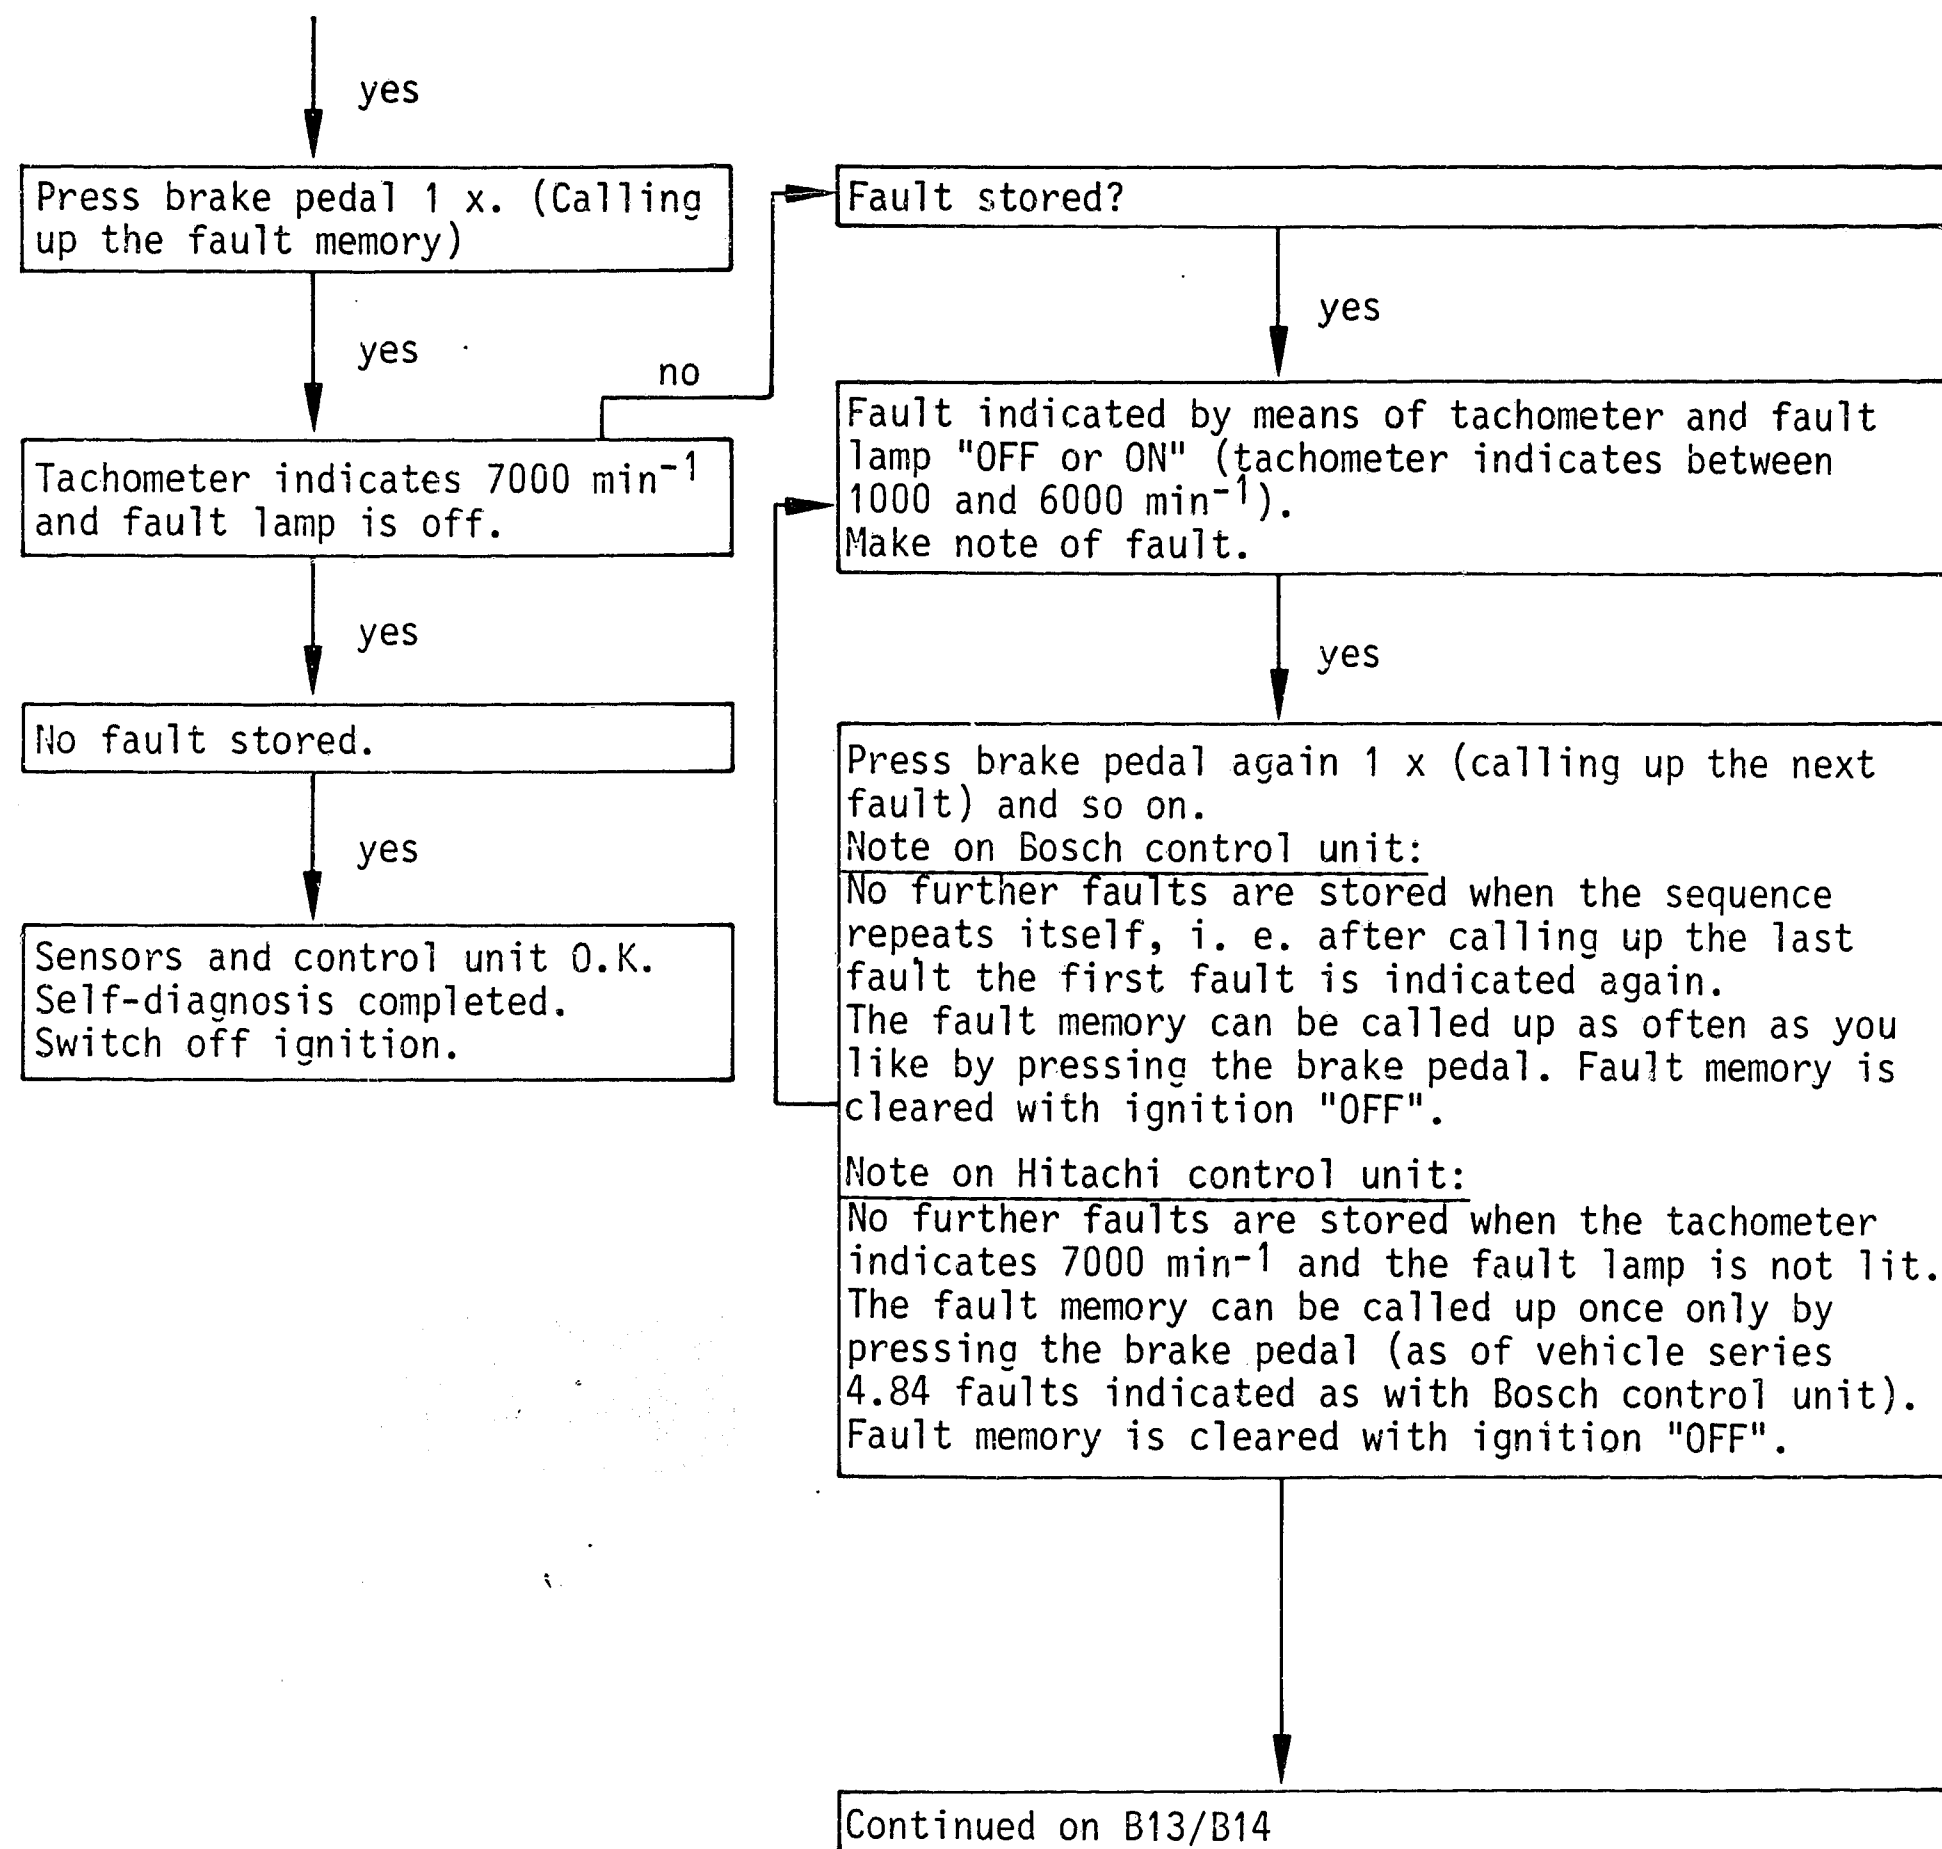 yes
Press brake pedal 1 x. (Calling
up the fault memory)
yes
no
Tachometer indicates 7000 min⁻¹
and fault lamp is off.
yes
No fault stored.
yes
Sensors and control unit O.K.
Self-diagnosis completed.
Switch off ignition.
Fault stored?
yes
Fault indicated by means of tachometer and fault
lamp "OFF or ON" (tachometer indicates between
1000 and 6000 min⁻¹).
Make note of fault.
yes
Press brake pedal again 1 x (calling up the next
fault) and so on.
Note on Bosch control unit:
No further faults are stored when the sequence
repeats itself, i. e. after calling up the last
fault the first fault is indicated again.
The fault memory can be called up as often as you
like by pressing the brake pedal. Fault memory is
cleared with ignition "OFF".
Note on Hitachi control unit:
No further faults are stored when the tachometer
indicates 7000 min⁻¹ and the fault lamp is not lit.
The fault memory can be called up once only by
pressing the brake pedal (as of vehicle series
4.84 faults indicated as with Bosch control unit).
Fault memory is cleared with ignition "OFF".
Continued on B13/B14